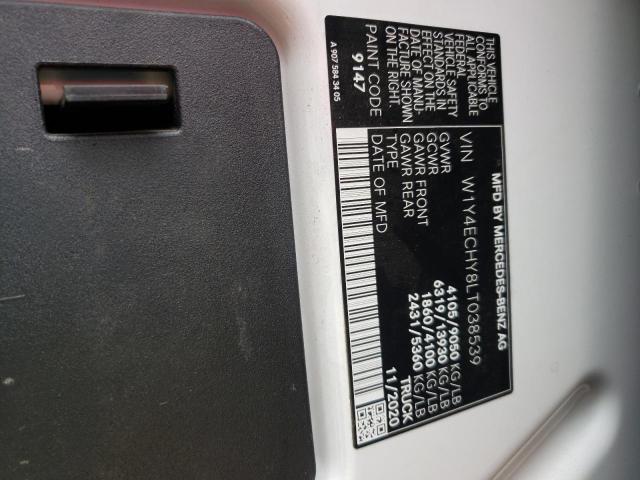 MFD BY MERCEDES-BENZ AG
VIN W1Y4ECHY8LT038539
GVWR 4105/9050 KG/LB
GCWR 6319/13930 KG/LB
GAWR FRONT 1860/4100 KG/LB
GAWR REAR 2431/5360 KG/LB
TYPE TRUCK
DATE OF MFD 11/2020
THIS VEHICLE
CONFORMS TO
ALL APPLICABLE
FEDERAL
VEHICLE SAFETY
STANDARDS IN
EFFECT ON THE
DATE OF MANU-
FACTURE SHOWN
ON THE RIGHT.
PAINT CODE
9147
A 907 584 34 05